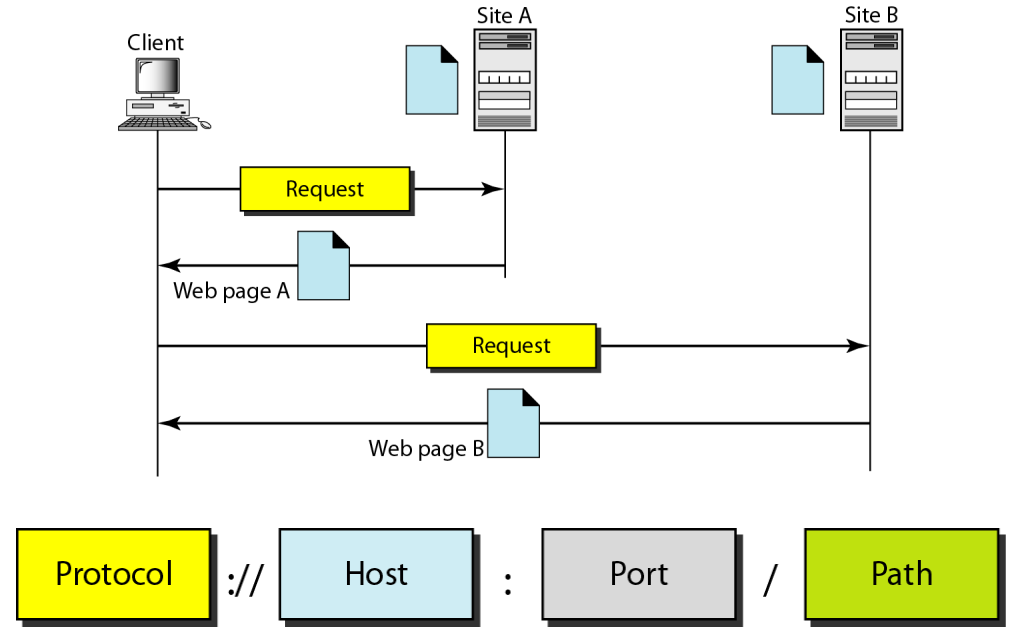 Site A
Site B
Client
Request
Web page A
Request
Web page B
Protocol :// Host : Port / Path